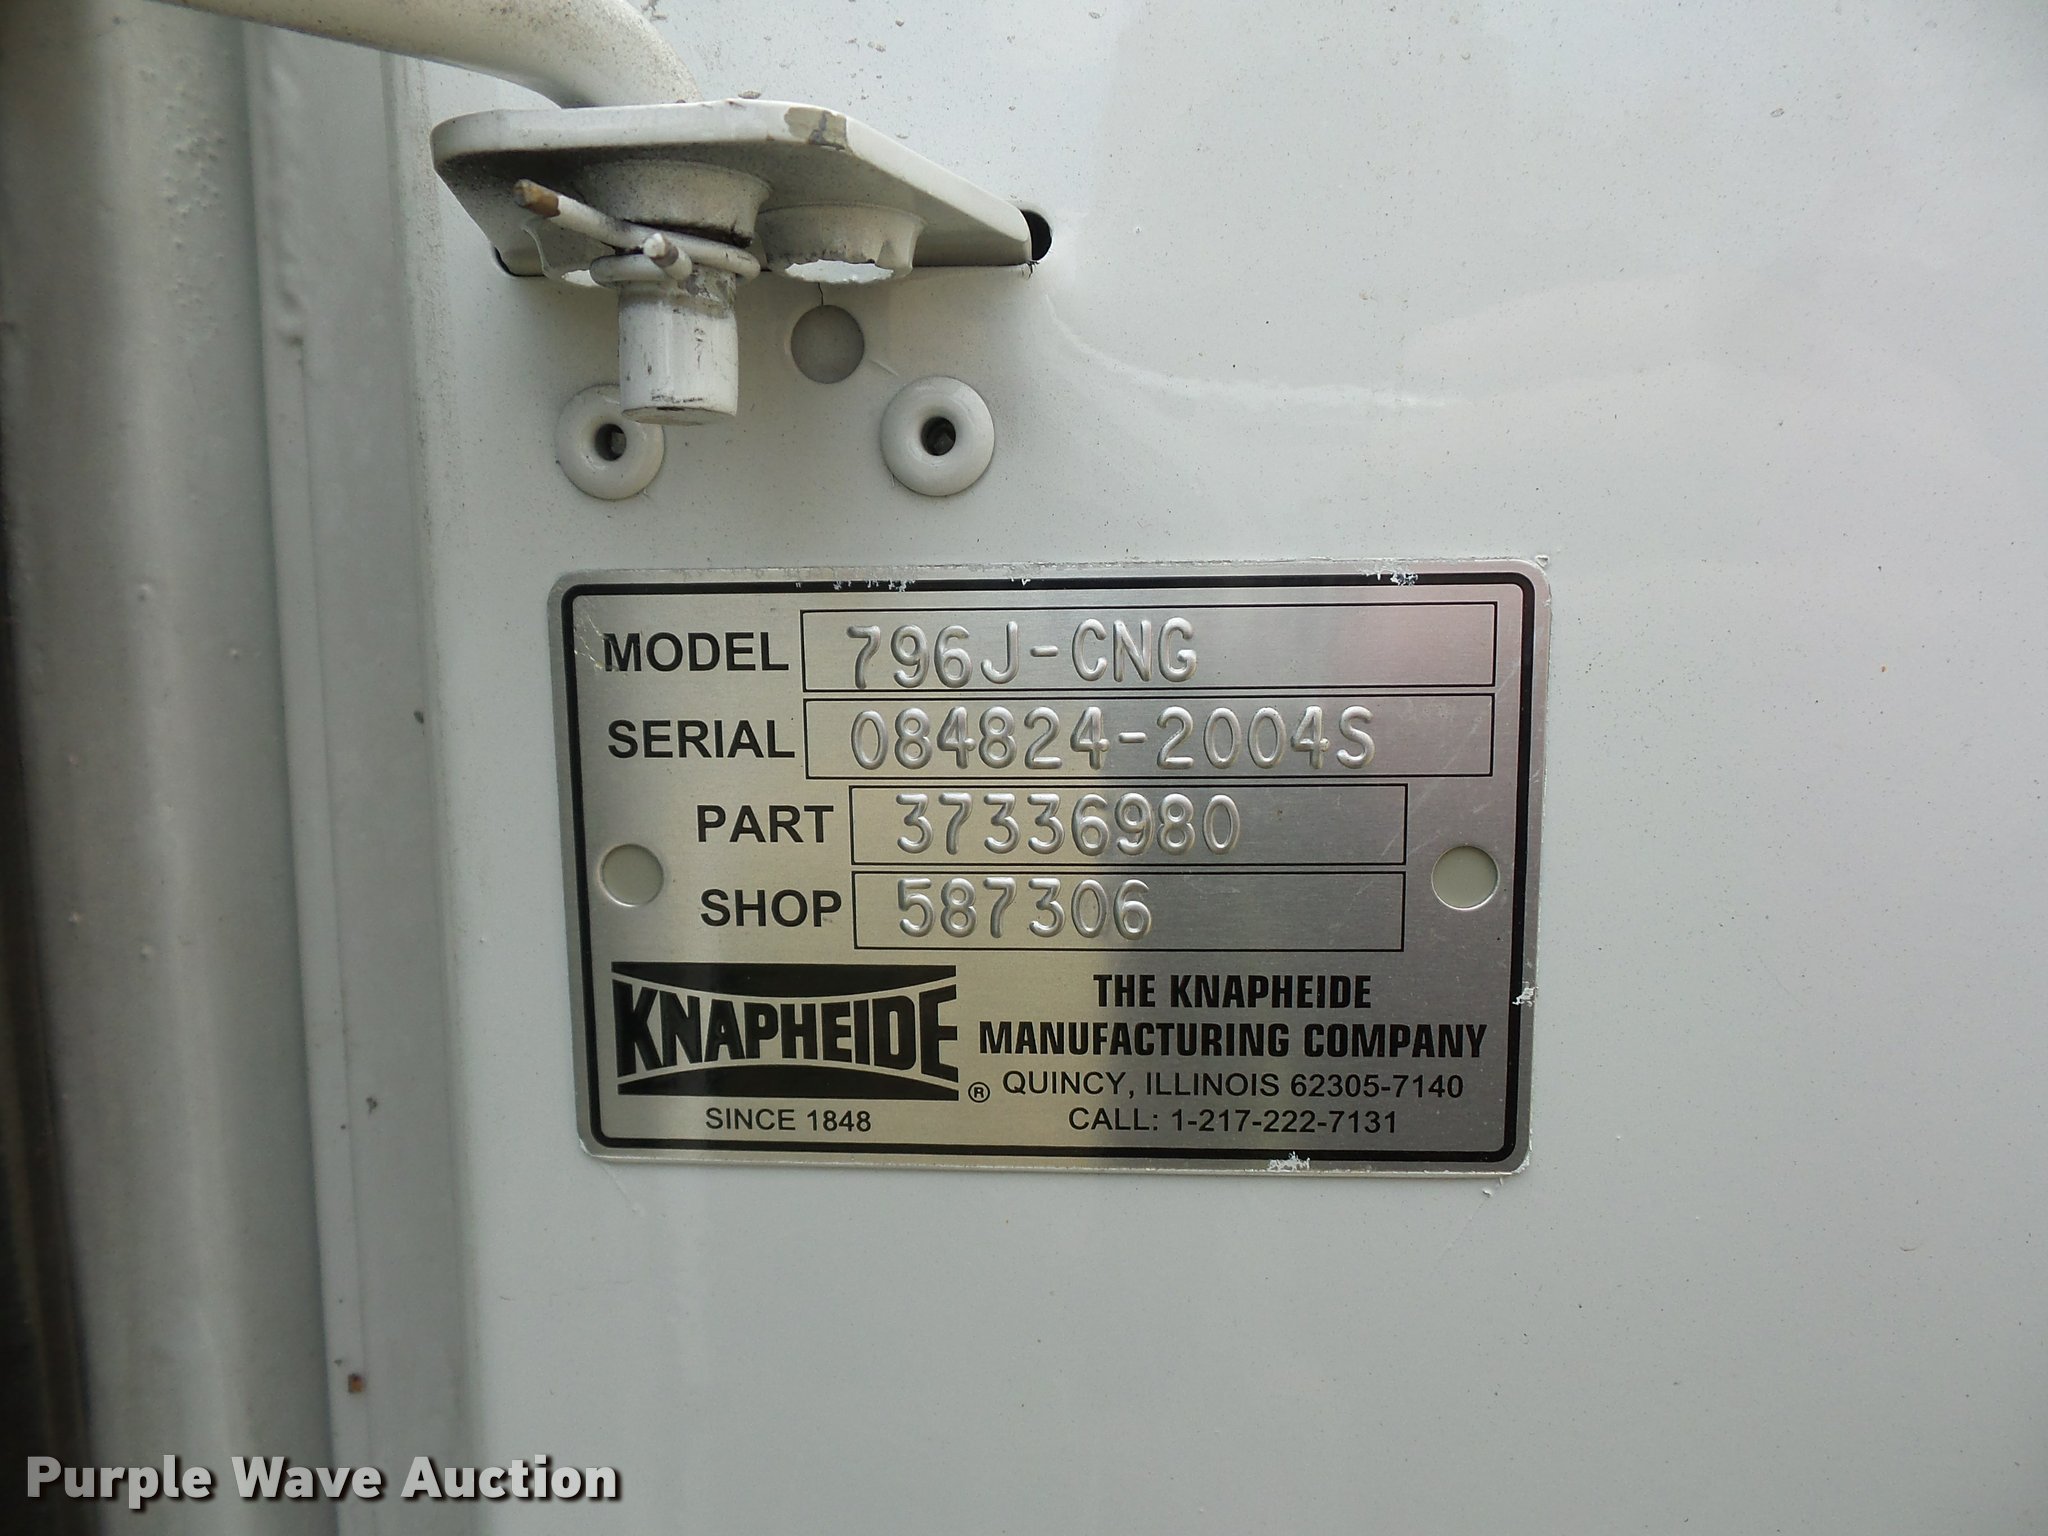 MODEL 796J-CNG
SERIAL 084824-2004S
PART 37336980
SHOP 587306
KNAPHEIDE ®
SINCE 1848
THE KNAPHEIDE
MANUFACTURING COMPANY
QUINCY, ILLINOIS 62305-7140
CALL: 1-217-222-7131
Purple Wave Auction